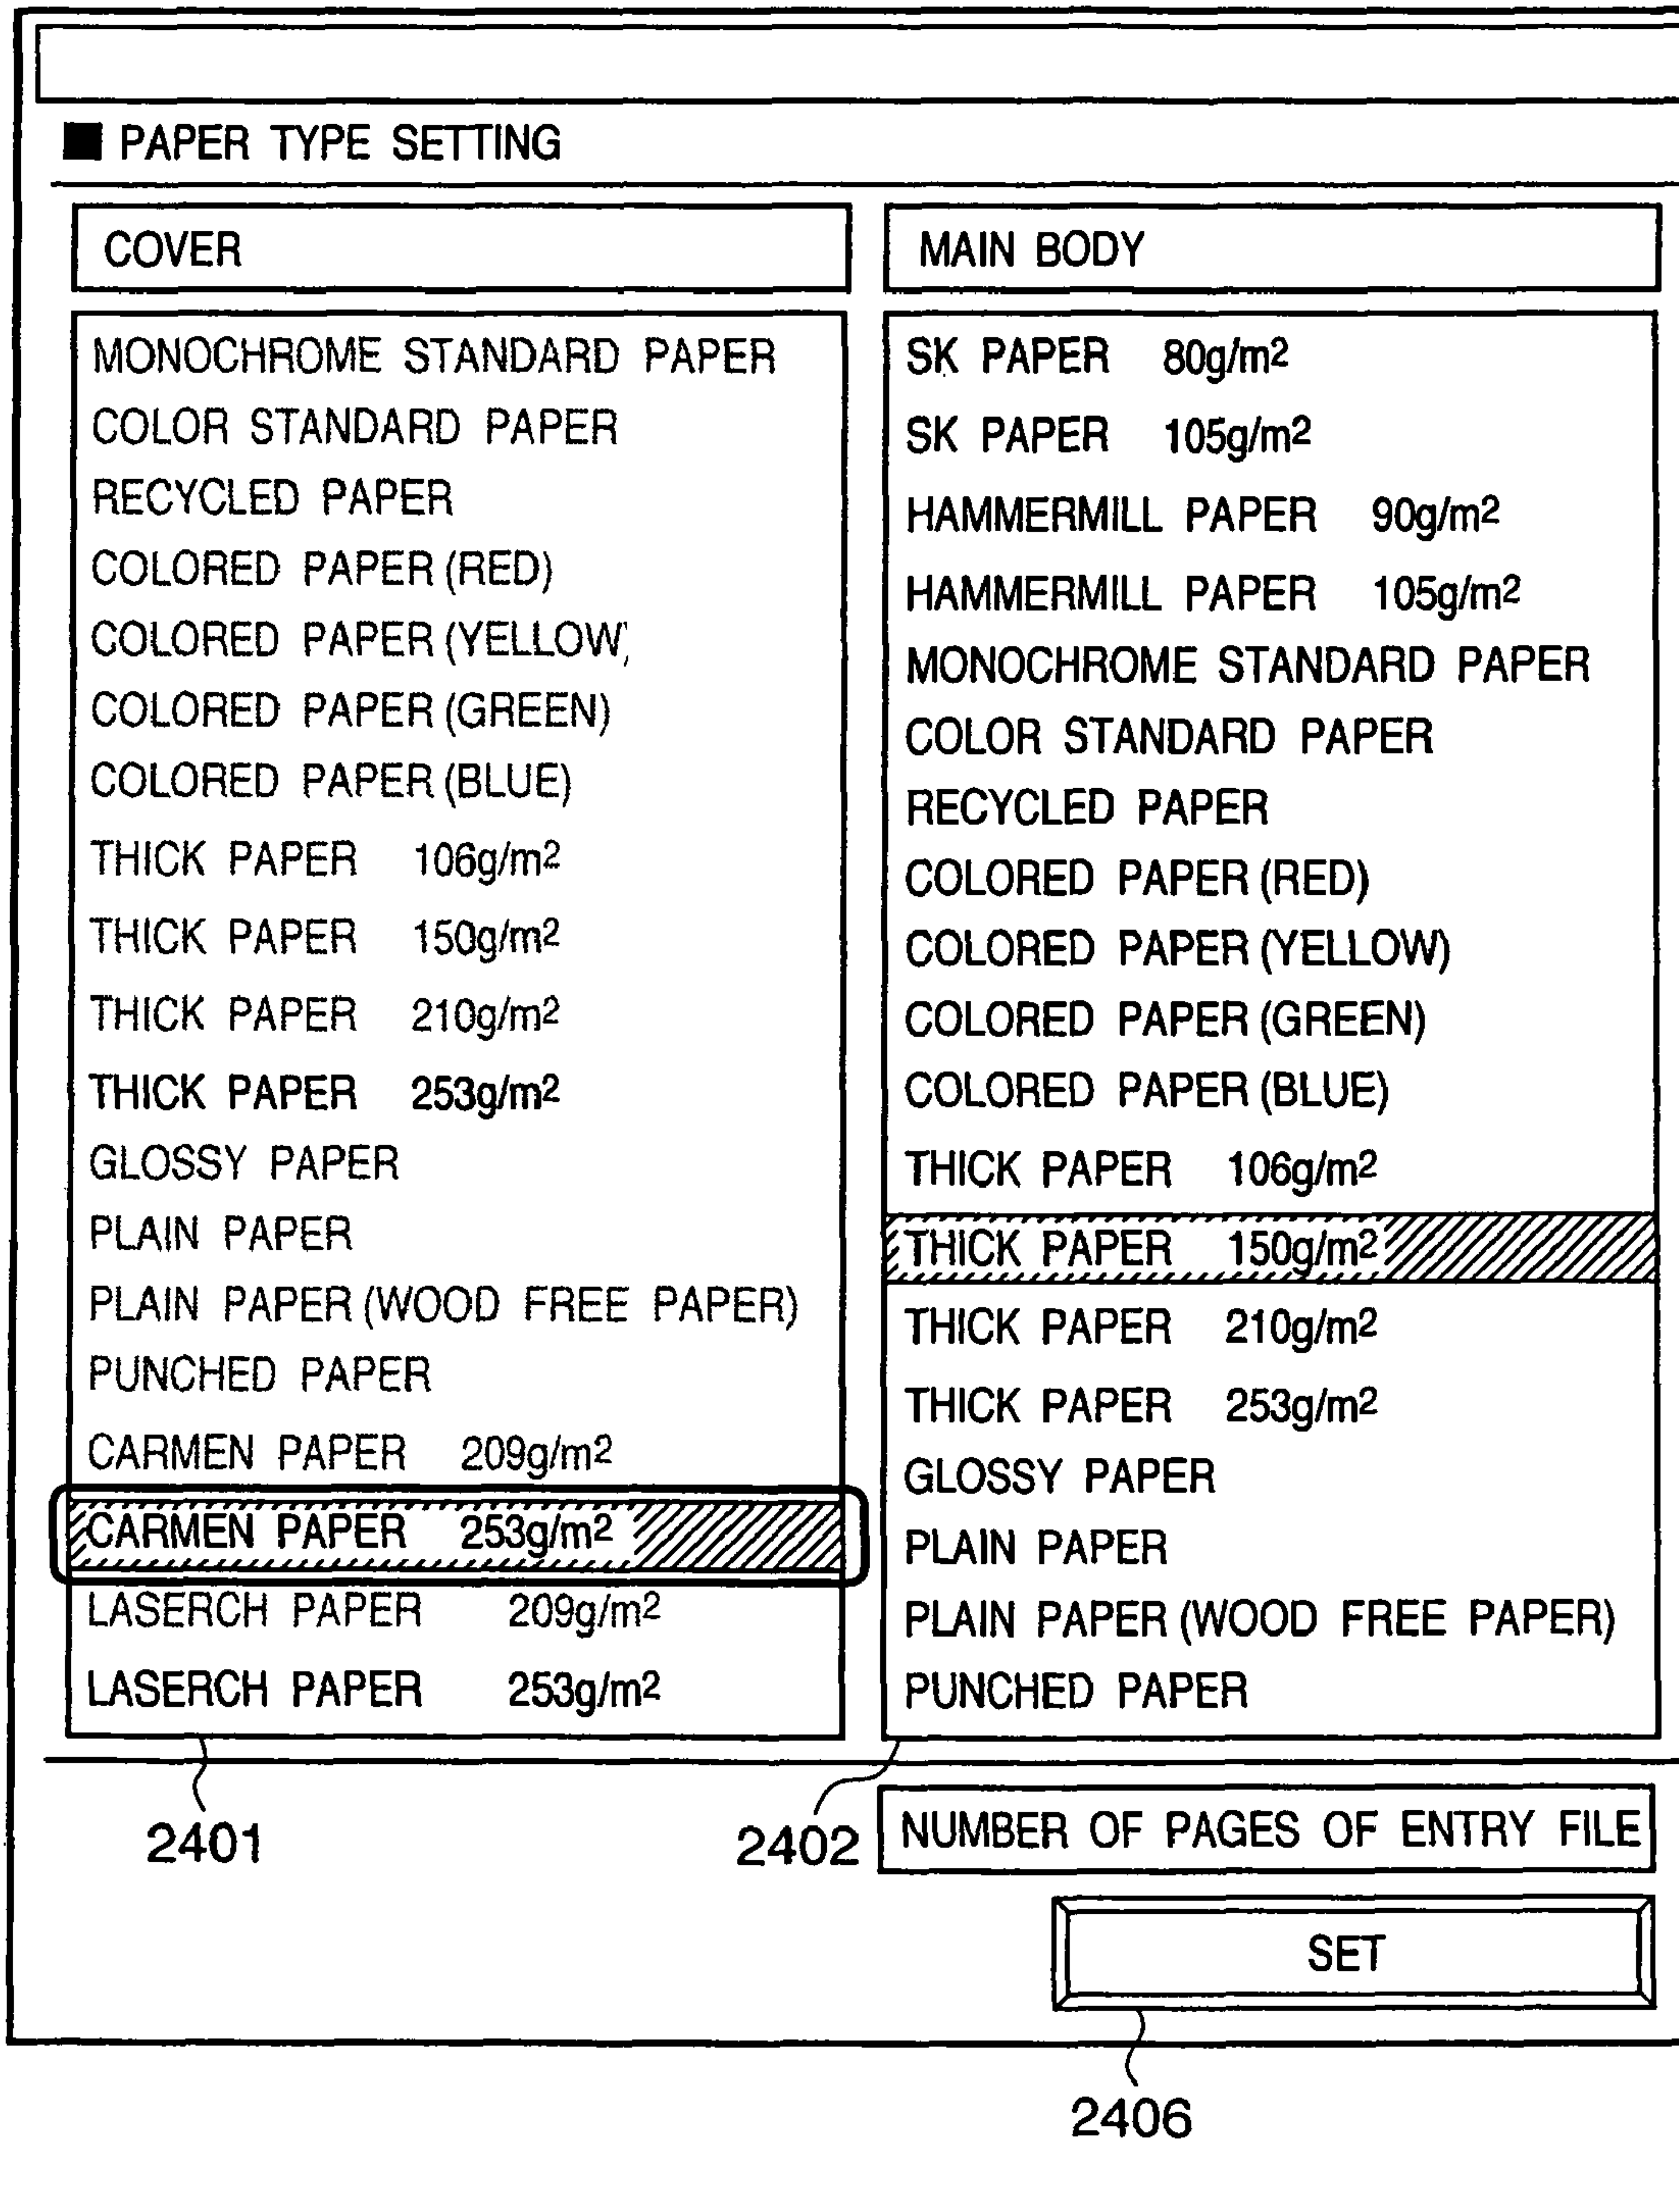 ■ PAPER TYPE SETTING
COVER
MONOCHROME STANDARD PAPER
COLOR STANDARD PAPER
RECYCLED PAPER
COLORED PAPER (RED)
COLORED PAPER (YELLOW)
COLORED PAPER (GREEN)
COLORED PAPER (BLUE)
THICK PAPER 106g/m2
THICK PAPER 150g/m2
THICK PAPER 210g/m2
THICK PAPER 253g/m2
GLOSSY PAPER
PLAIN PAPER
PLAIN PAPER (WOOD FREE PAPER)
PUNCHED PAPER
CARMEN PAPER 209g/m2
CARMEN PAPER 253g/m2
LASERCH PAPER 209g/m2
LASERCH PAPER 253g/m2
2401
MAIN BODY
SK PAPER 80g/m2
SK PAPER 105g/m2
HAMMERMILL PAPER 90g/m2
HAMMERMILL PAPER 105g/m2
MONOCHROME STANDARD PAPER
COLOR STANDARD PAPER
RECYCLED PAPER
COLORED PAPER (RED)
COLORED PAPER (YELLOW)
COLORED PAPER (GREEN)
COLORED PAPER (BLUE)
THICK PAPER 106g/m2
THICK PAPER 150g/m2
THICK PAPER 210g/m2
THICK PAPER 253g/m2
GLOSSY PAPER
PLAIN PAPER
PLAIN PAPER (WOOD FREE PAPER)
PUNCHED PAPER
2402
NUMBER OF PAGES OF ENTRY FILE
SET
2406